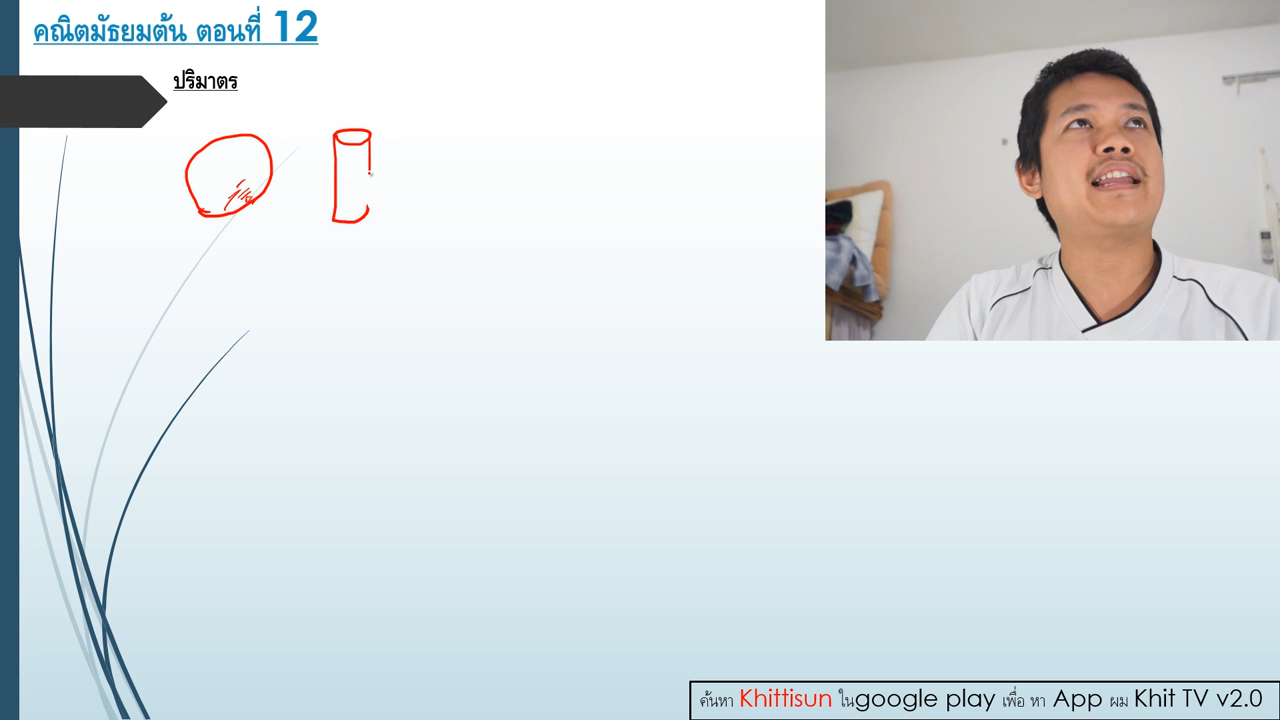 คณิตมัธยมต้น ตอนที่ 12
ปริมาตร
ค้นหา Khittisun ในgoogle play เพื่อ หา App ผม Khit TV v2.0